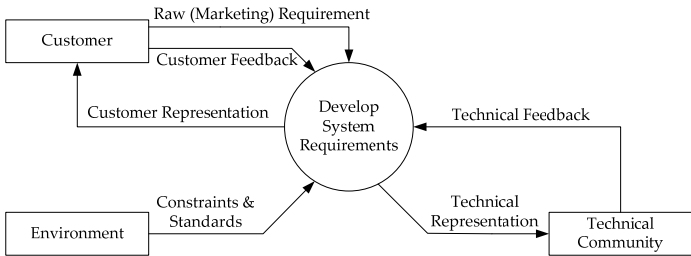 Raw (Marketing) Requirement
Customer
Customer Feedback
Customer Representation
Develop
System
Requirements
Technical Feedback
Constraints &
Standards
Environment
Technical
Representation
Technical
Community